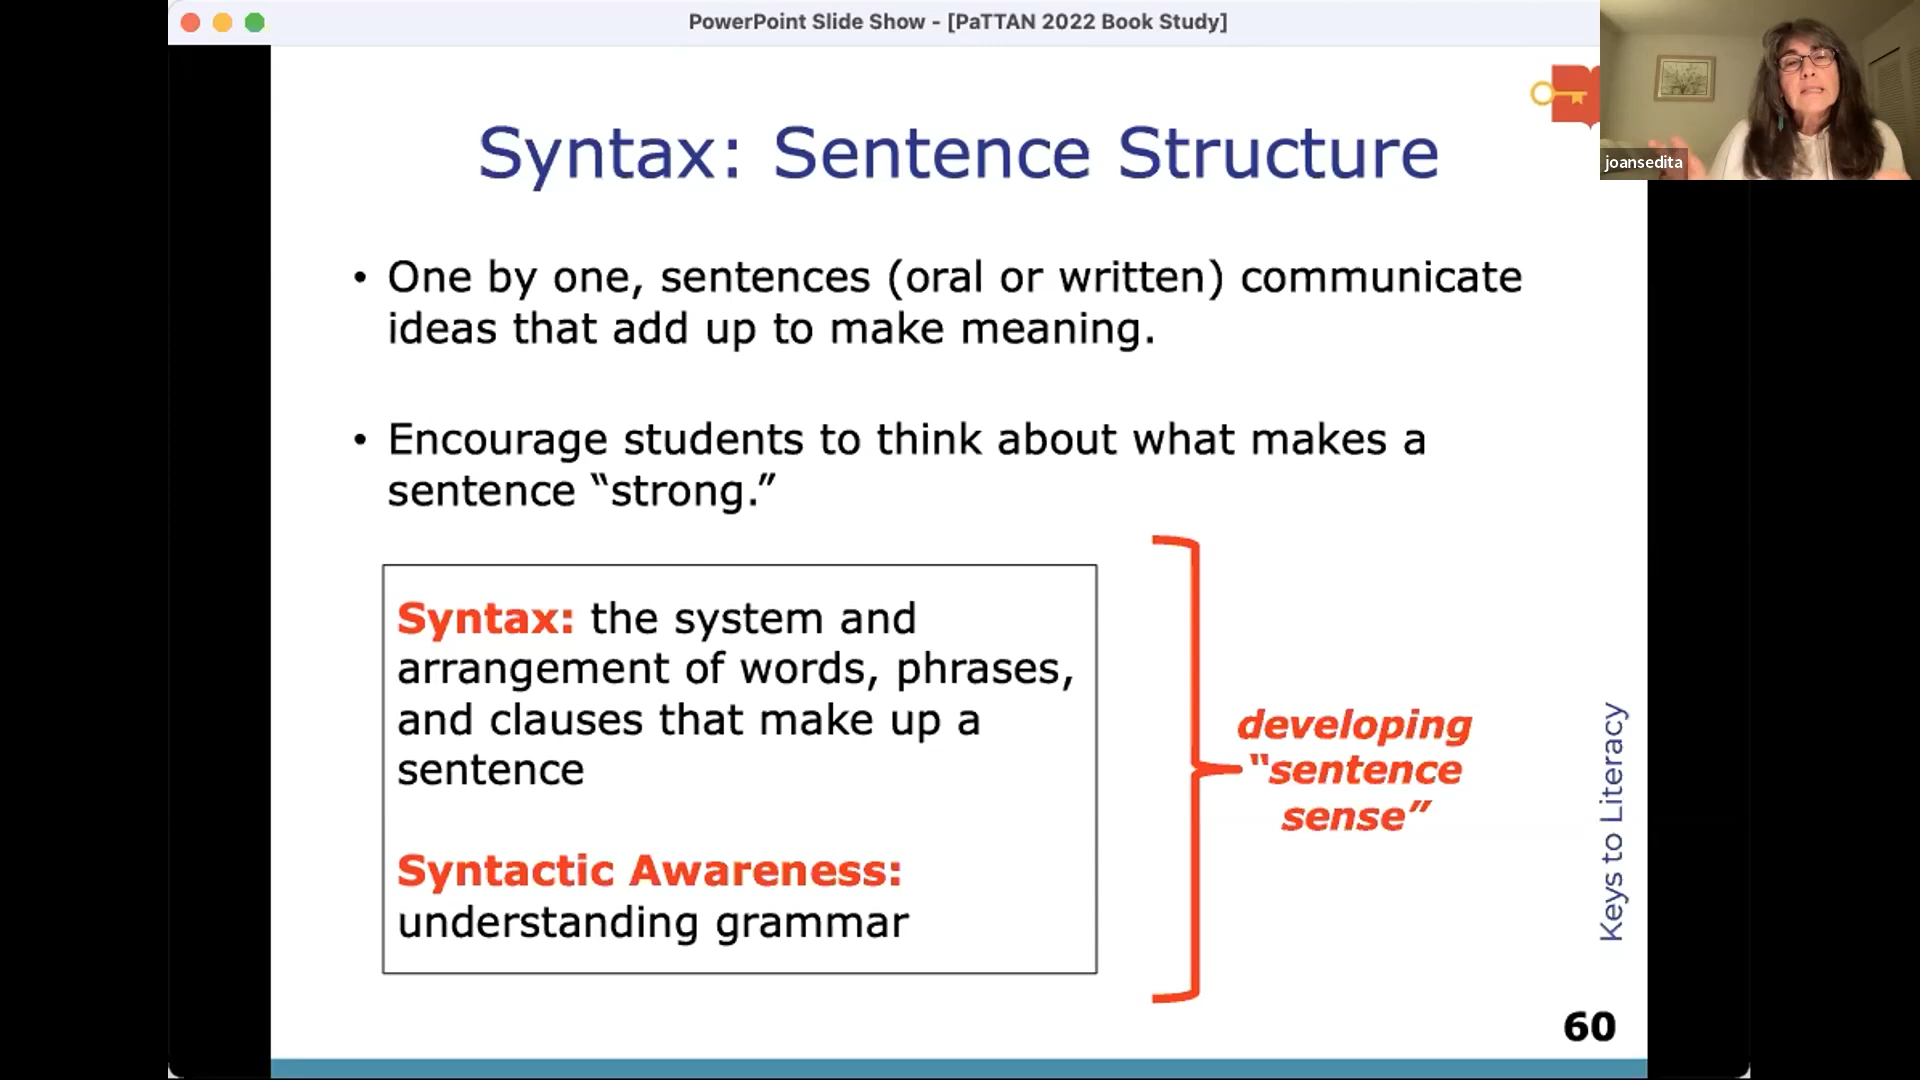 PowerPoint Slide Show - [PaTTAN 2022 Book Study]
joansedita
Syntax: Sentence Structure
• One by one, sentences (oral or written) communicate
ideas that add up to make meaning.
• Encourage students to think about what makes a
sentence “strong.”
Syntax: the system and
arrangement of words, phrases,
and clauses that make up a
sentence
Syntactic Awareness:
understanding grammar
developing
“sentence
sense”
Keys to Literacy
60